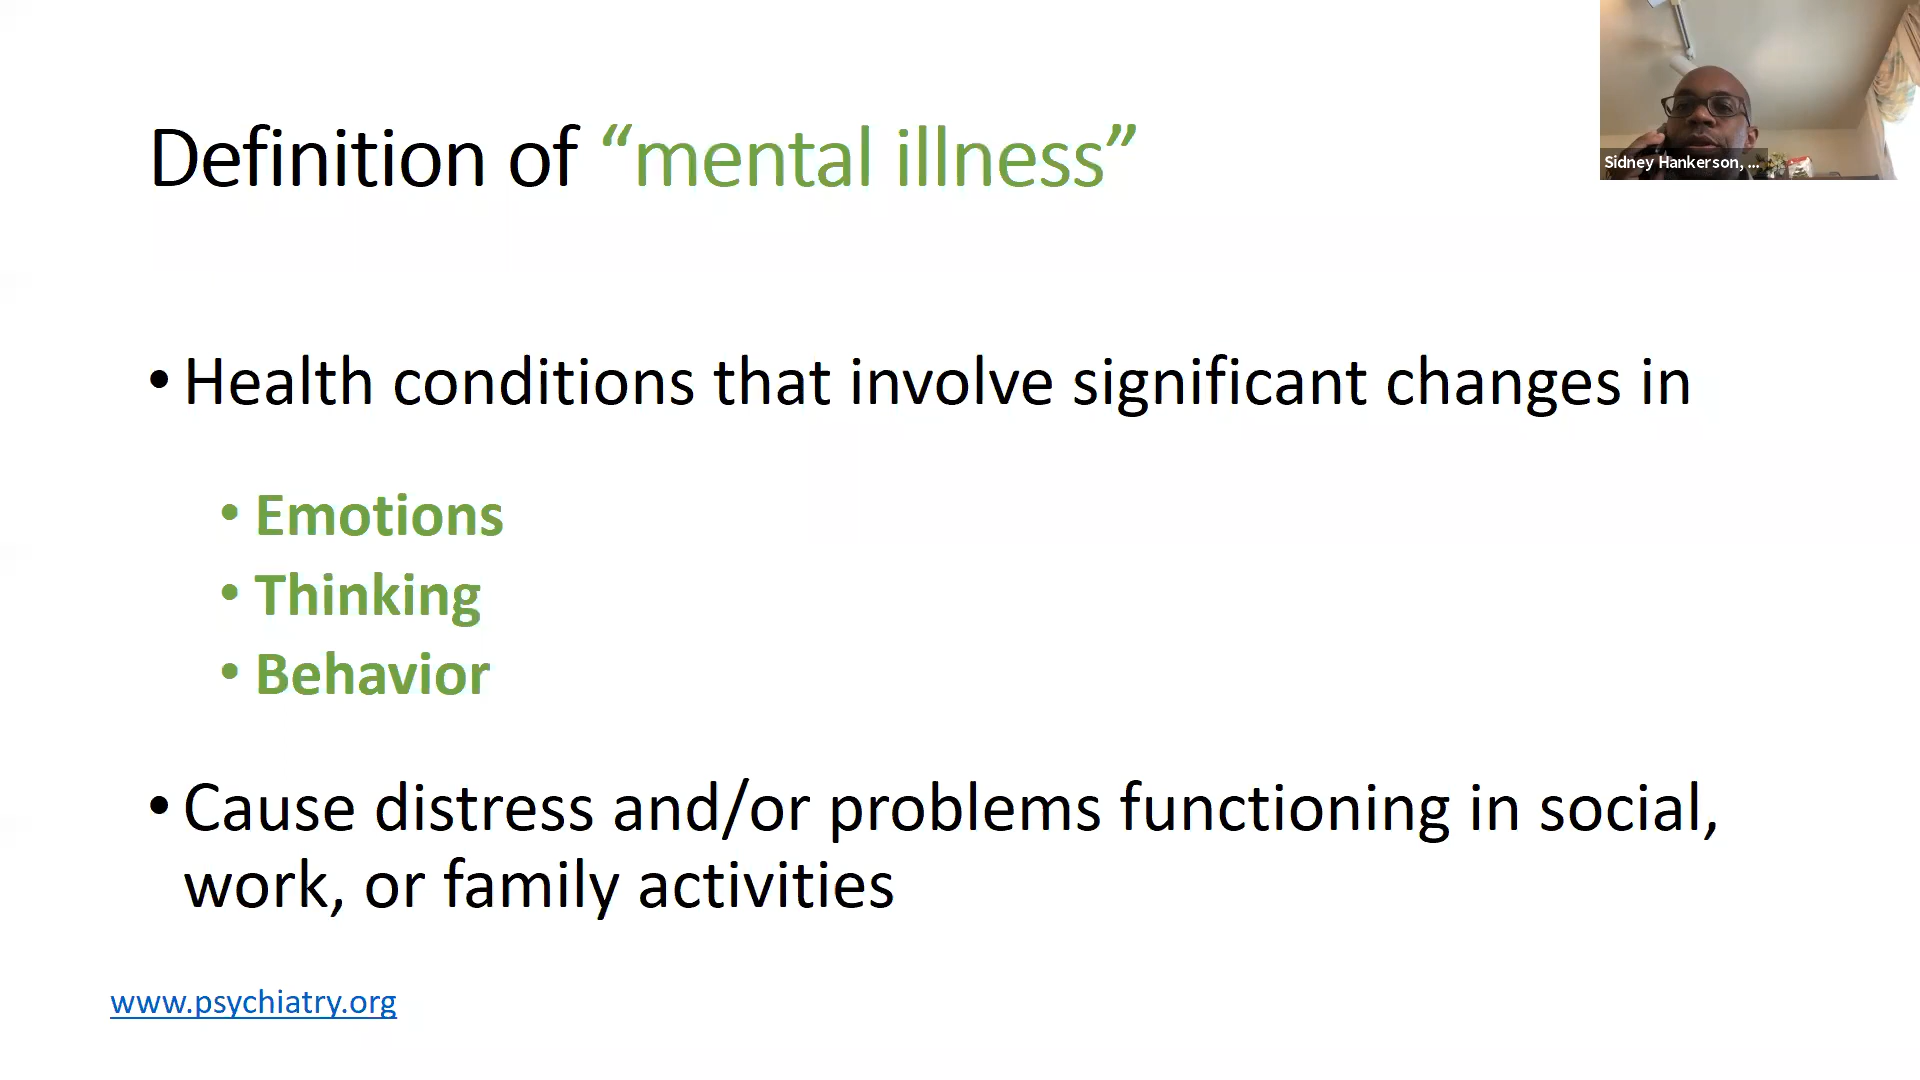 Definition of “mental illness”
Sidney Hankerson, ...
• Health conditions that involve significant changes in
• Emotions
• Thinking
• Behavior
• Cause distress and/or problems functioning in social,
work, or family activities
www.psychiatry.org